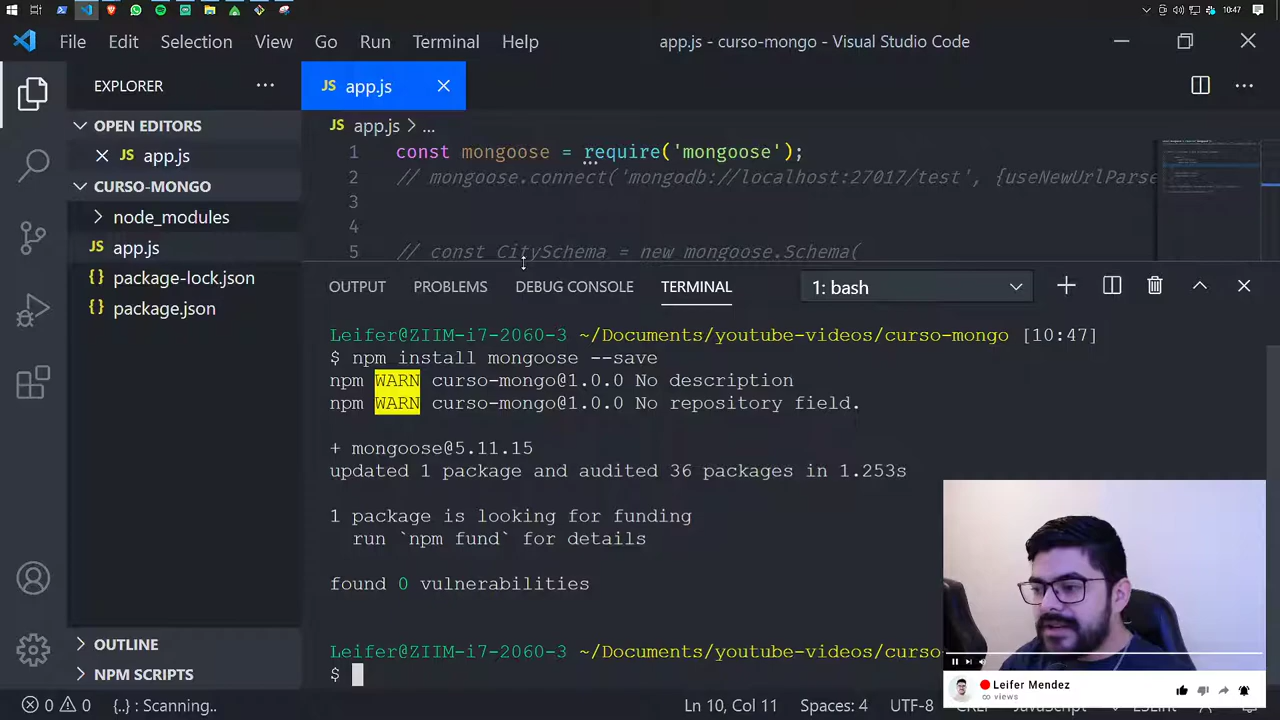 10:47
File Edit Selection View Go Run Terminal Help
app.js - curso-mongo - Visual Studio Code
EXPLORER
OPEN EDITORS
JS app.js
CURSO-MONGO
node_modules
JS app.js
{} package-lock.json
{} package.json
OUTLINE
NPM SCRIPTS
JS app.js
JS app.js > ...
1 const mongoose = require('mongoose');
2 // mongoose.connect('mongodb://localhost:27017/test', {useNewUrlParse
3
4
5 // const CitySchema = new mongoose.Schema(
OUTPUT PROBLEMS DEBUG CONSOLE TERMINAL 1: bash
Leifer@ZIIM-i7-2060-3 ~/Documents/youtube-videos/curso-mongo [10:47]
$ npm install mongoose --save
npm WARN curso-mongo@1.0.0 No description
npm WARN curso-mongo@1.0.0 No repository field.
+ mongoose@5.11.15
updated 1 package and audited 36 packages in 1.253s
1 package is looking for funding
run `npm fund` for details
found 0 vulnerabilities
Leifer@ZIIM-i7-2060-3 ~/Documents/youtube-videos/curso-
$
Leifer Mendez
views
0 0 {..} : Scanning.. Ln 10, Col 11 Spaces: 4 UTF-8